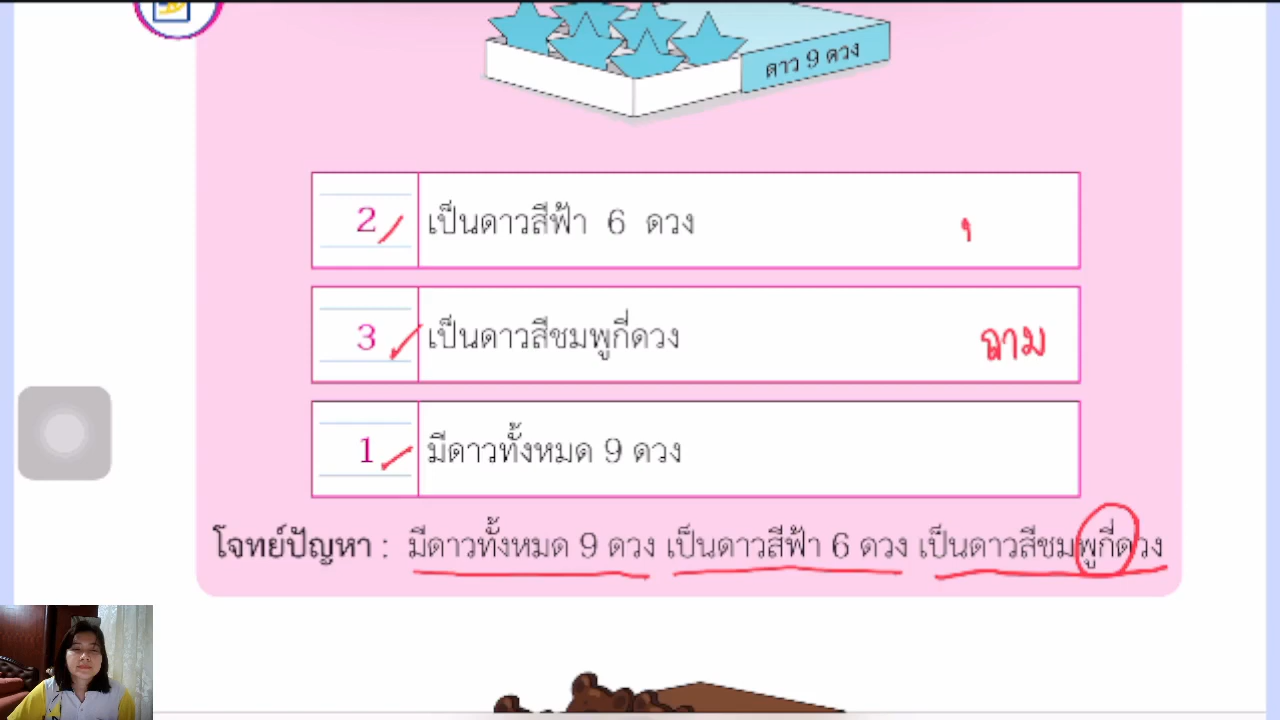 ดาว 9 ดวง
2 เป็นดาวสีฟ้า 6 ดวง
3 เป็นดาวสีชมพูกี่ดวง ถาม
1 มีดาวทั้งหมด 9 ดวง
โจทย์ปัญหา : มีดาวทั้งหมด 9 ดวง เป็นดาวสีฟ้า 6 ดวง เป็นดาวสีชมพูกี่ดวง